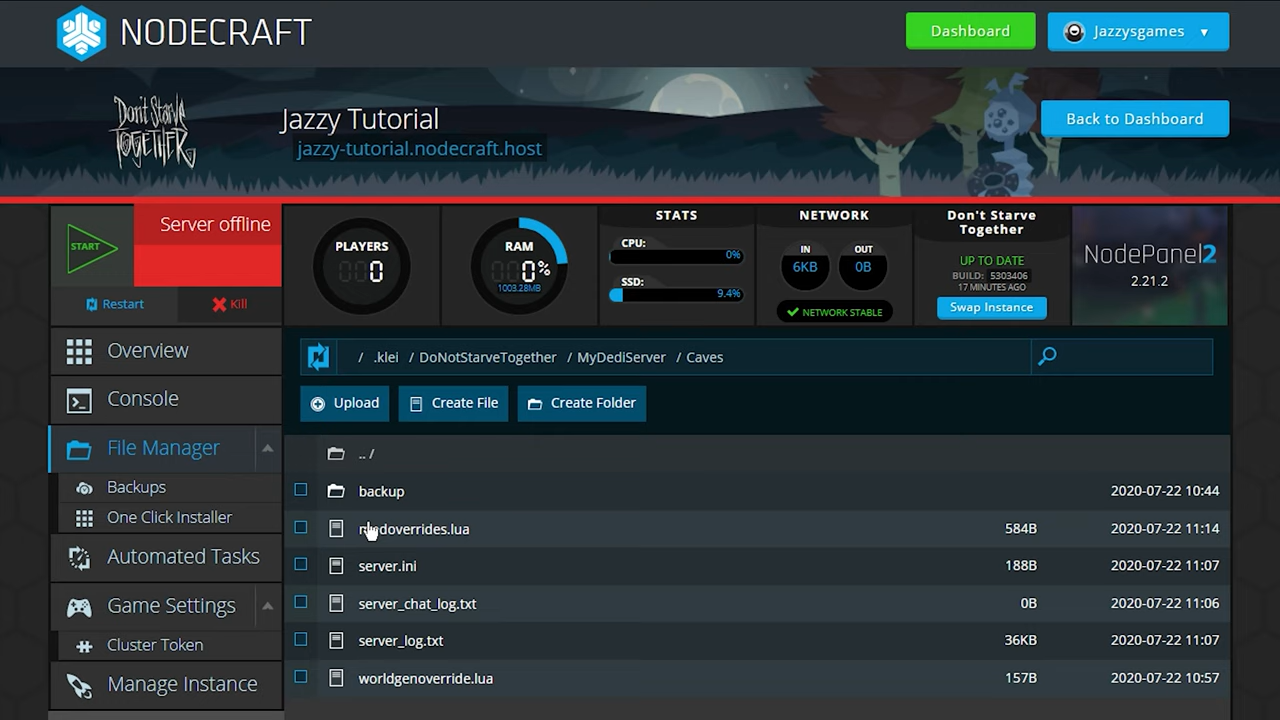 NODECRAFT
Dashboard
Jazzysgames
Don't Starve
TOGETHER
Jazzy Tutorial
jazzy-tutorial.nodecraft.host
Back to Dashboard
START
Server offline
Restart
Kill
PLAYERS
000
RAM
000%
1003.28MB
STATS
CPU:
0%
SSD:
9.4%
NETWORK
IN
OUT
6KB
0B
NETWORK STABLE
Don't Starve
Together
UP TO DATE
BUILD: 5303406
17 MINUTES AGO
Swap Instance
NodePanel2
2.21.2
Overview
Console
File Manager
Backups
One Click Installer
Automated Tasks
Game Settings
Cluster Token
Manage Instance
/ .klei / DoNotStarveTogether / MyDediServer / Caves
Upload
Create File
Create Folder
.. /
backup 2020-07-22 10:44
modoverrides.lua 584B 2020-07-22 11:14
server.ini 188B 2020-07-22 11:07
server_chat_log.txt 0B 2020-07-22 11:06
server_log.txt 36KB 2020-07-22 11:07
worldgenoverride.lua 157B 2020-07-22 10:57